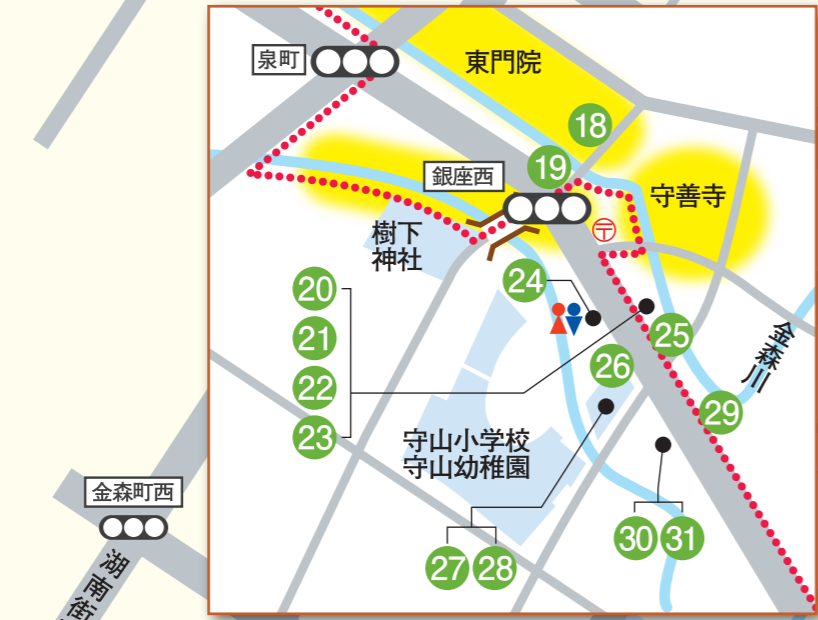 泉町
東門院
18
19
銀座西
守善寺
〒
樹下
神社
20
21
22
23
24
25
26
金森川
29
守山小学校
守山幼稚園
27 28
30 31
金森町西
湖南街